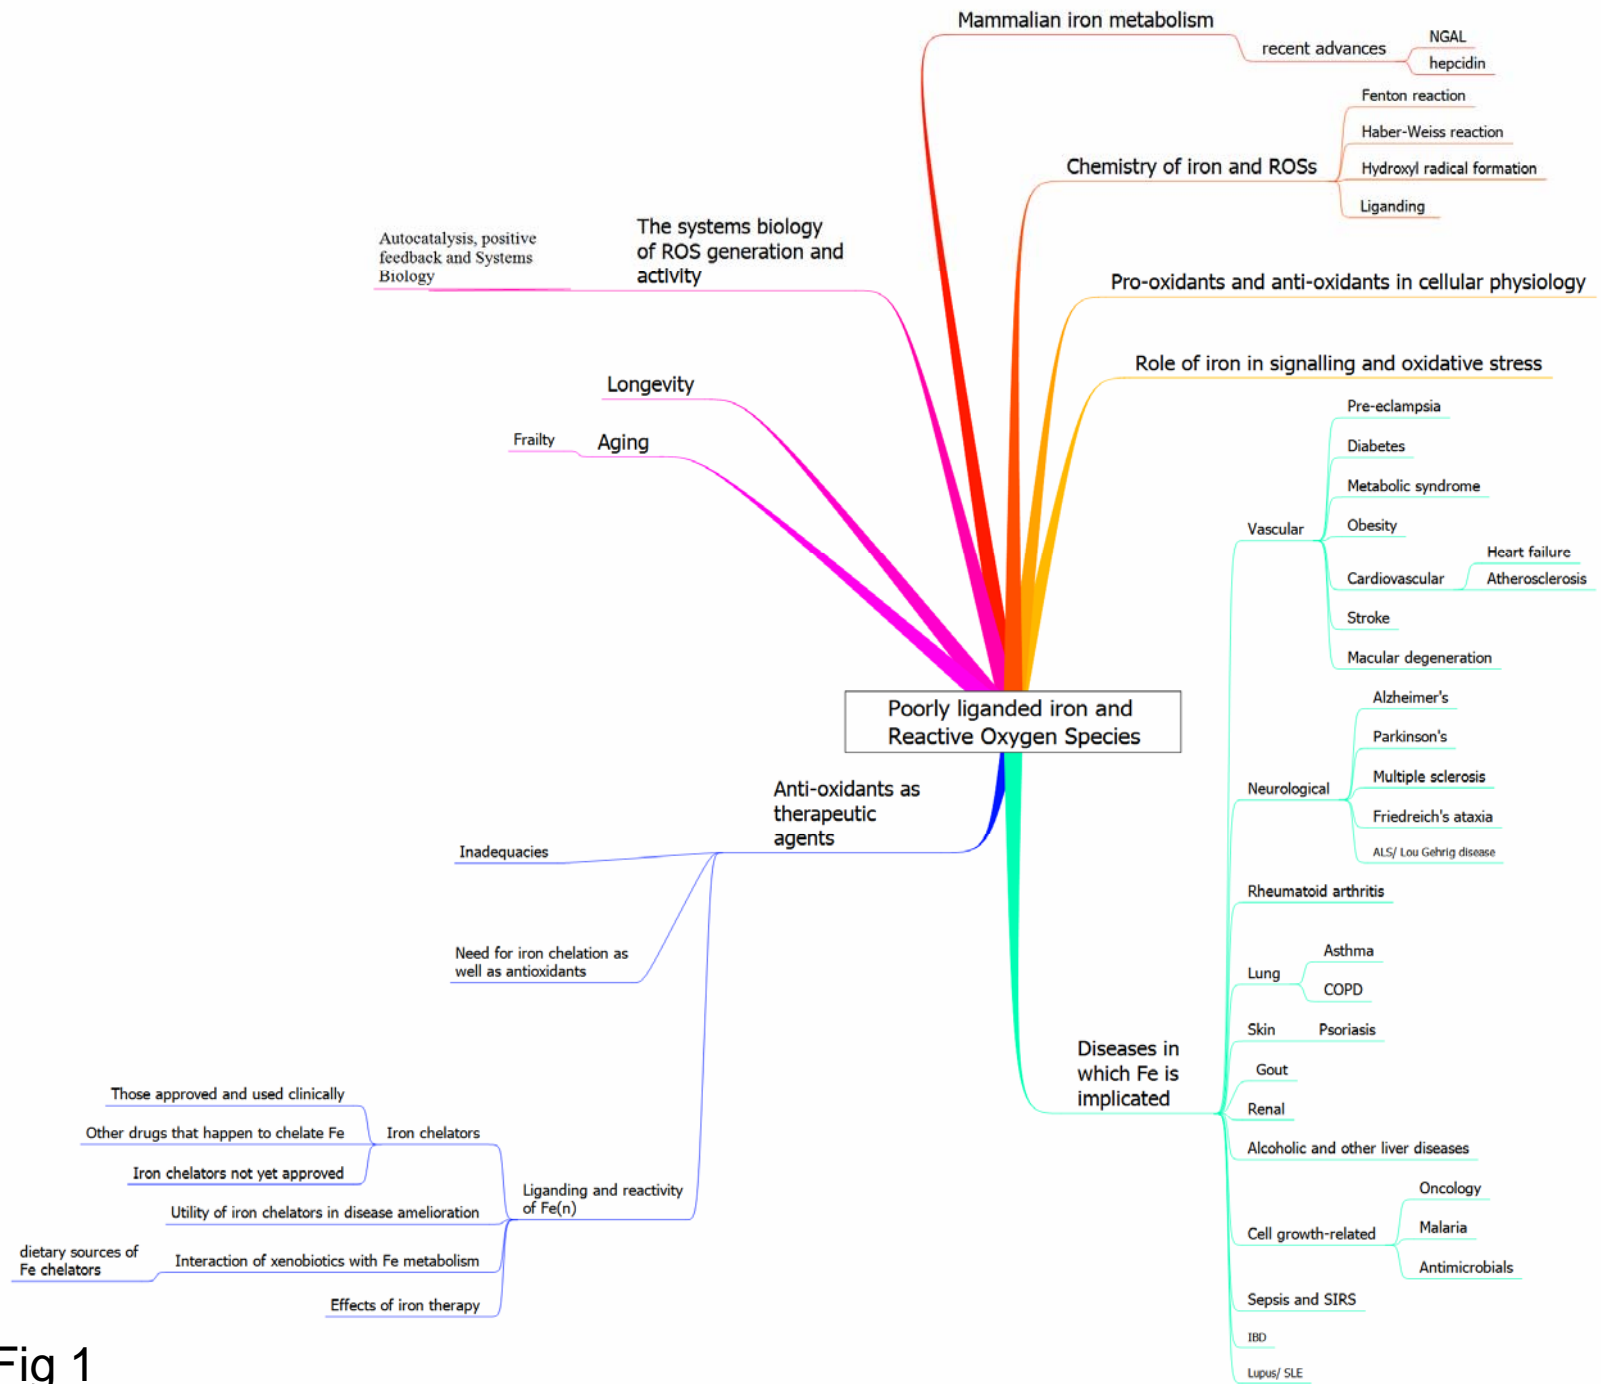 Mammalian iron metabolism
recent advances
NGAL
hepcidin
Fenton reaction
Haber-Weiss reaction
Chemistry of iron and ROSs
Hydroxyl radical formation
Liganding
The systems biology
of ROS generation and
activity
Autocatalysis, positive
feedback and Systems
Biology
Pro-oxidants and anti-oxidants in cellular physiology
Role of iron in signalling and oxidative stress
Longevity
Frailty
Aging
Pre-eclampsia
Diabetes
Metabolic syndrome
Vascular
Obesity
Heart failure
Cardiovascular
Atherosclerosis
Stroke
Macular degeneration
Poorly liganded iron and
Reactive Oxygen Species
Alzheimer's
Parkinson's
Multiple sclerosis
Neurological
Friedreich's ataxia
ALS/ Lou Gehrig disease
Anti-oxidants as
therapeutic
agents
Inadequacies
Need for iron chelation as
well as antioxidants
Rheumatoid arthritis
Asthma
Lung
COPD
Skin
Psoriasis
Diseases in
which Fe is
implicated
Gout
Renal
Alcoholic and other liver diseases
Oncology
Cell growth-related
Malaria
Antimicrobials
Sepsis and SIRS
IBD
Lupus/ SLE
Those approved and used clinically
Other drugs that happen to chelate Fe
Iron chelators
Iron chelators not yet approved
Liganding and reactivity
of Fe(n)
Utility of iron chelators in disease amelioration
dietary sources of
Fe chelators
Interaction of xenobiotics with Fe metabolism
Effects of iron therapy
Fig 1